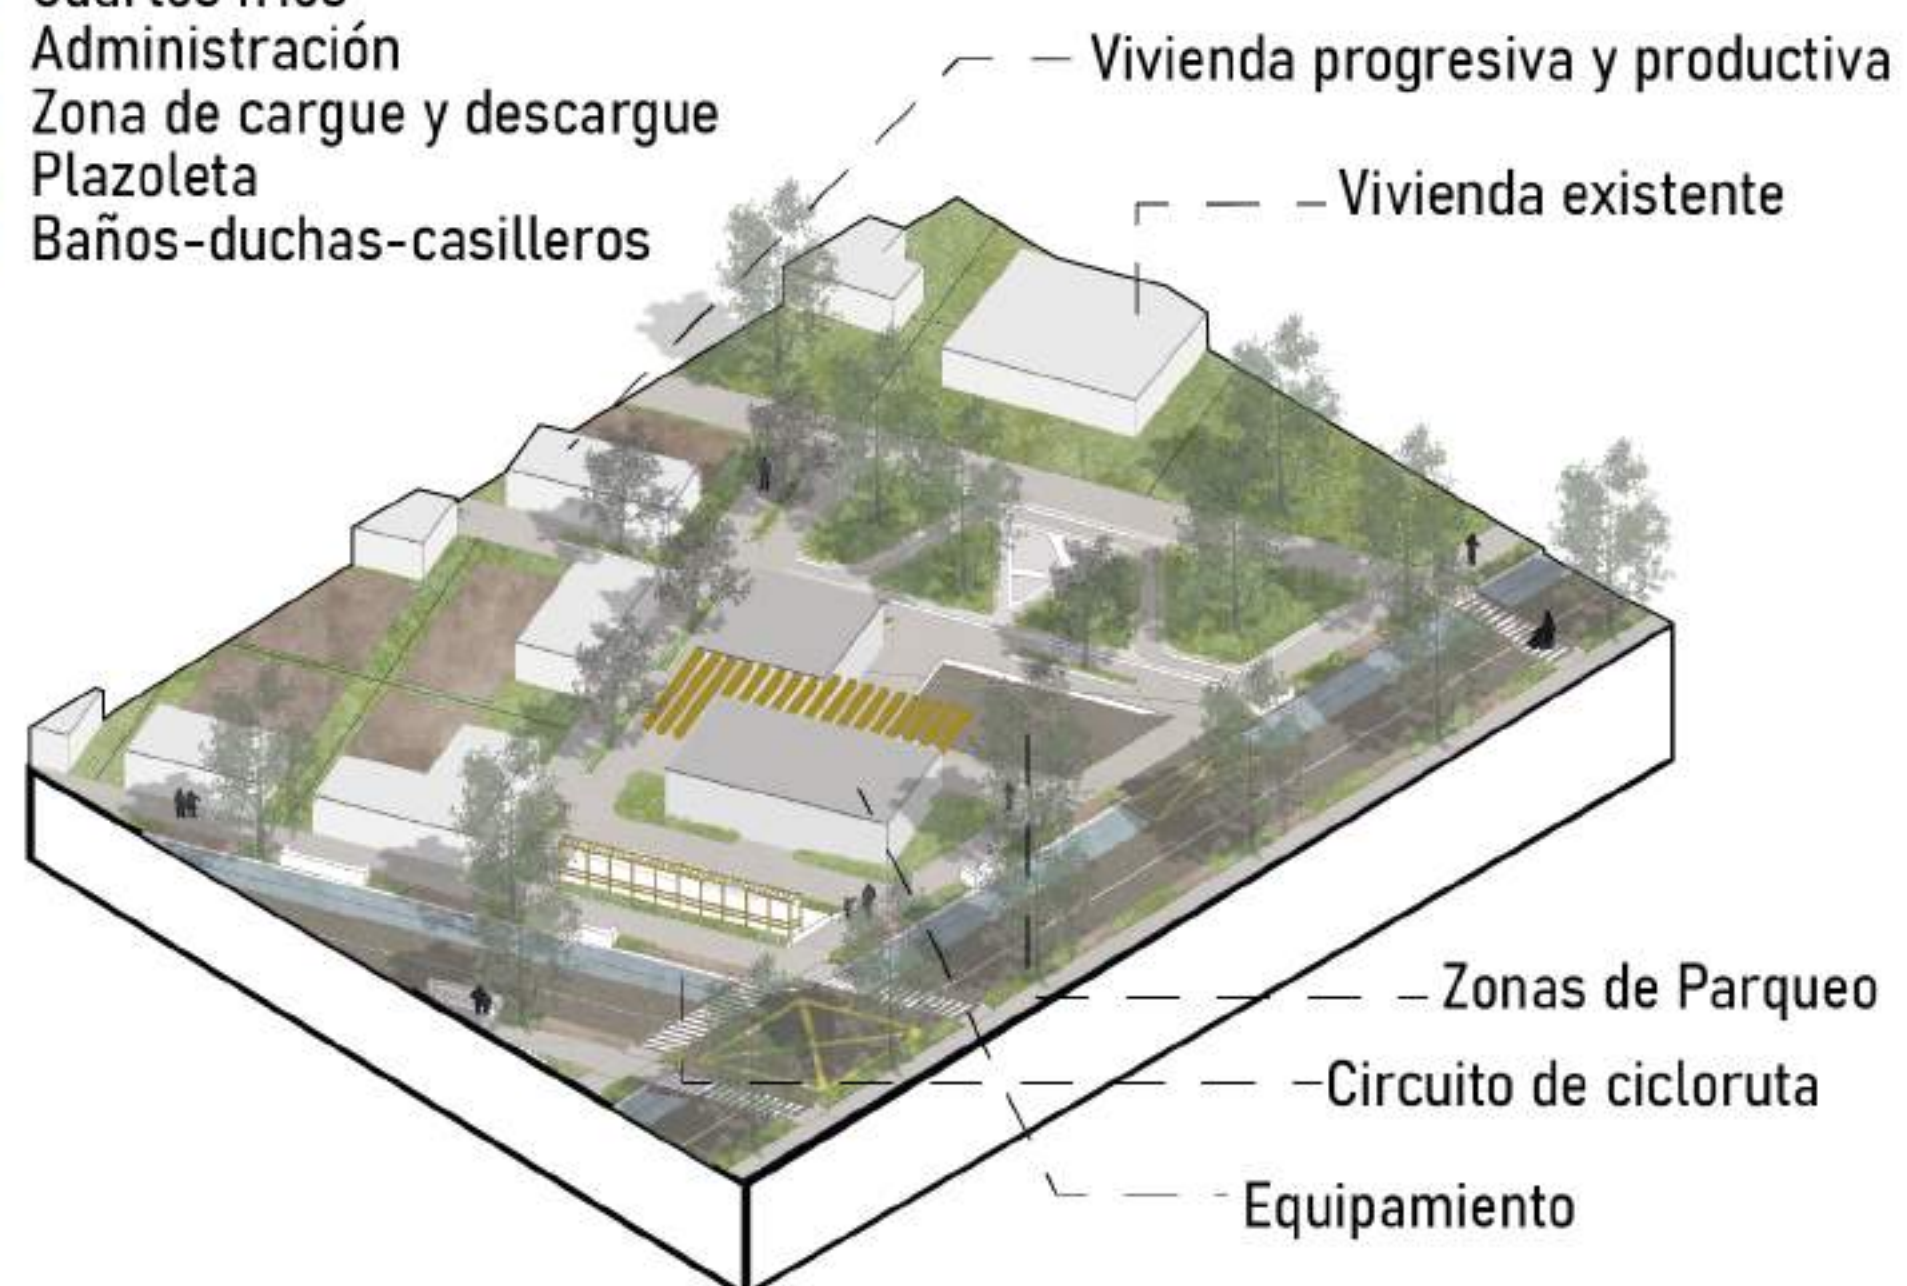 Administración
Zona de cargue y descargue
Plazoleta
Baños-duchas-casilleros
Vivienda progresiva y productiva
Vivienda existente
Zonas de Parqueo
Circuito de cicloruta
Equipamiento